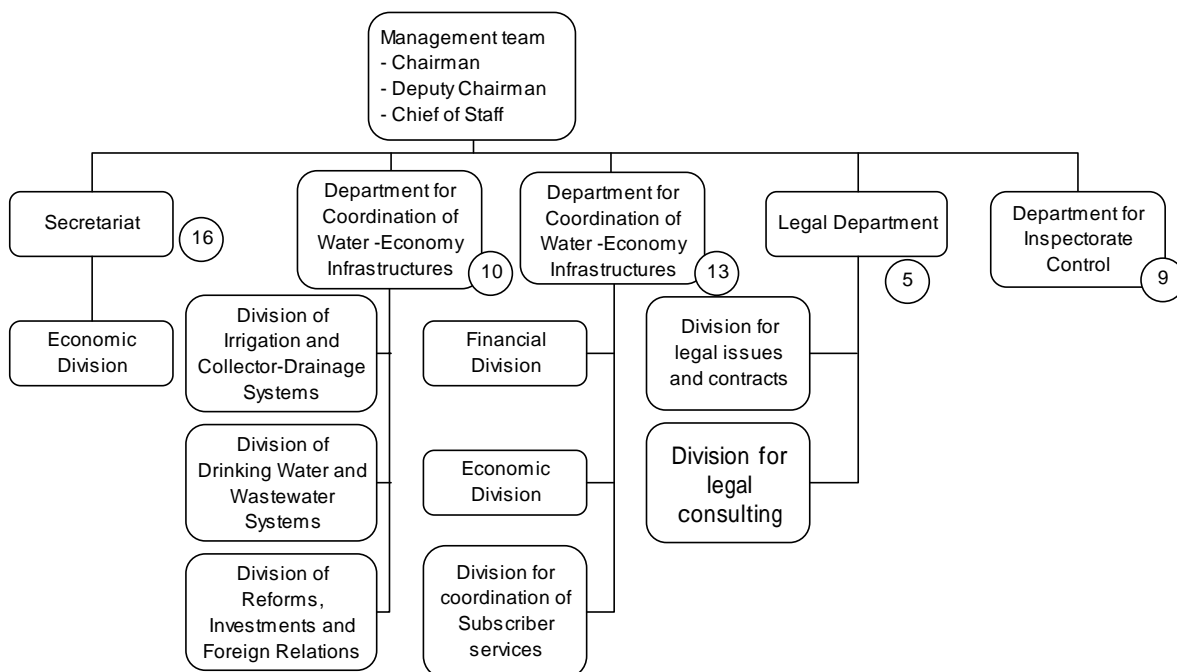 Management team
- Chairman
- Deputy Chairman
- Chief of Staff
Secretariat
16
Department for
Coordination of
Water -Economy
Infrastructures
10
Department for
Coordination of
Water -Economy
Infrastructures
13
Legal Department
5
Department for
Inspectorate
Control
9
Economic
Division
Division of
Irrigation and
Collector-Drainage
Systems
Division of
Drinking Water and
Wastewater
Systems
Division of
Reforms,
Investments and
Foreign Relations
Financial
Division
Economic
Division
Division for
coordination of
Subscriber
services
Division for
legal issues
and contracts
Division for
legal
consulting